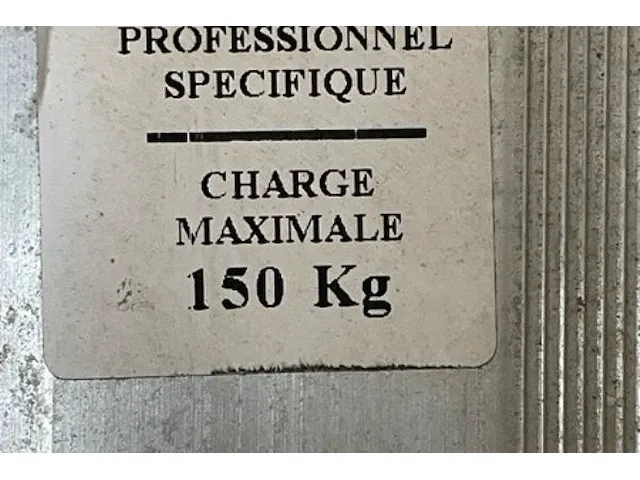 PROFESSIONNEL
SPECIFIQUE
CHARGE
MAXIMALE
150 Kg